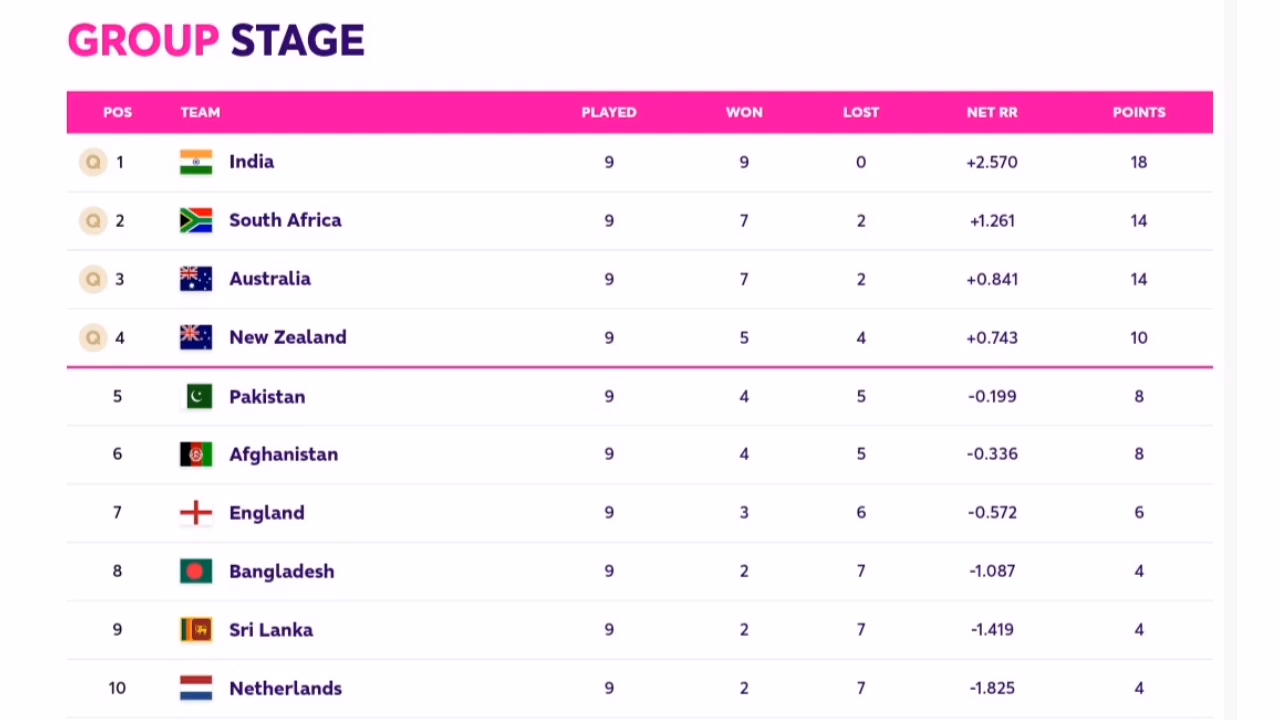 GROUP STAGE
POS TEAM PLAYED WON LOST NET RR POINTS
Q 1 India 9 9 0 +2.570 18
Q 2 South Africa 9 7 2 +1.261 14
Q 3 Australia 9 7 2 +0.841 14
Q 4 New Zealand 9 5 4 +0.743 10
5 Pakistan 9 4 5 -0.199 8
6 Afghanistan 9 4 5 -0.336 8
7 England 9 3 6 -0.572 6
8 Bangladesh 9 2 7 -1.087 4
9 Sri Lanka 9 2 7 -1.419 4
10 Netherlands 9 2 7 -1.825 4